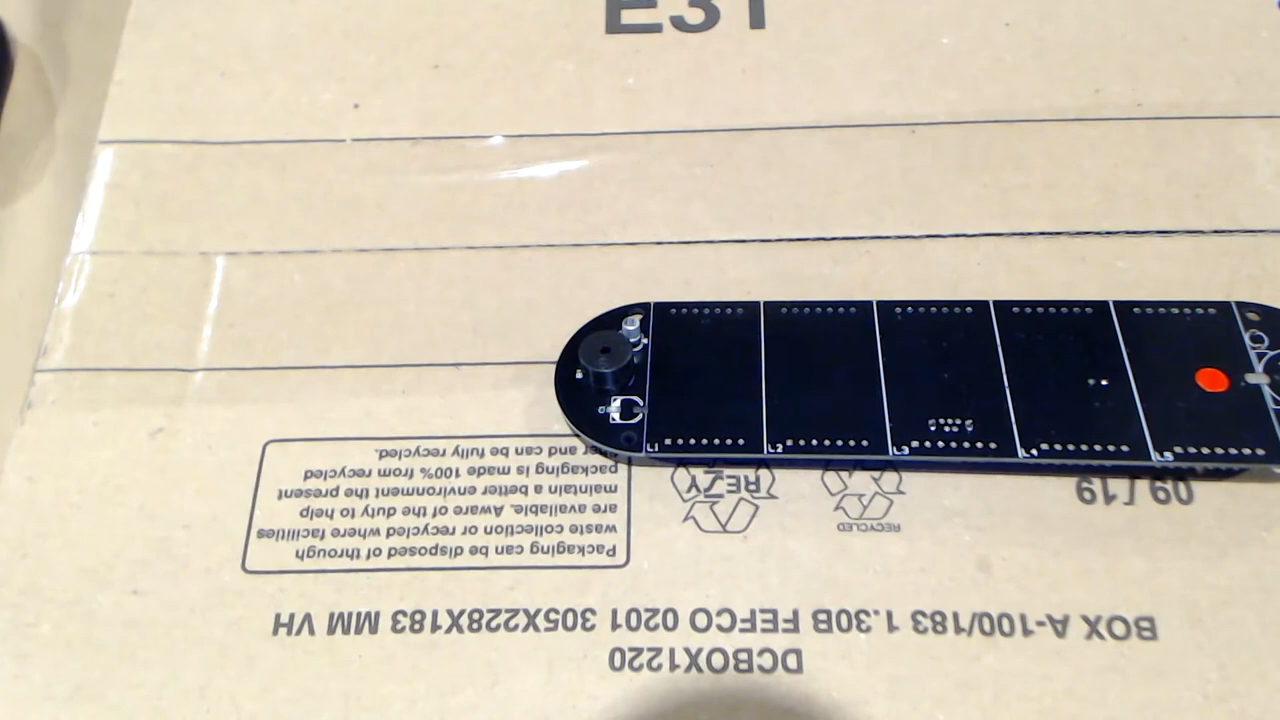 E31
L1
L2
L3
L4
L5
DCBOX1220
BOX A-100/183 1.30B FEFCO 0201 305X228X183 MM VH
Packaging can be disposed of through
waste collection or recycled where facilities
are available. Aware of the duty to help
maintain a better environment the present
packaging is made 100% from recycled
and can be fully recycled.
RECYCLED
REZY
09 / 19